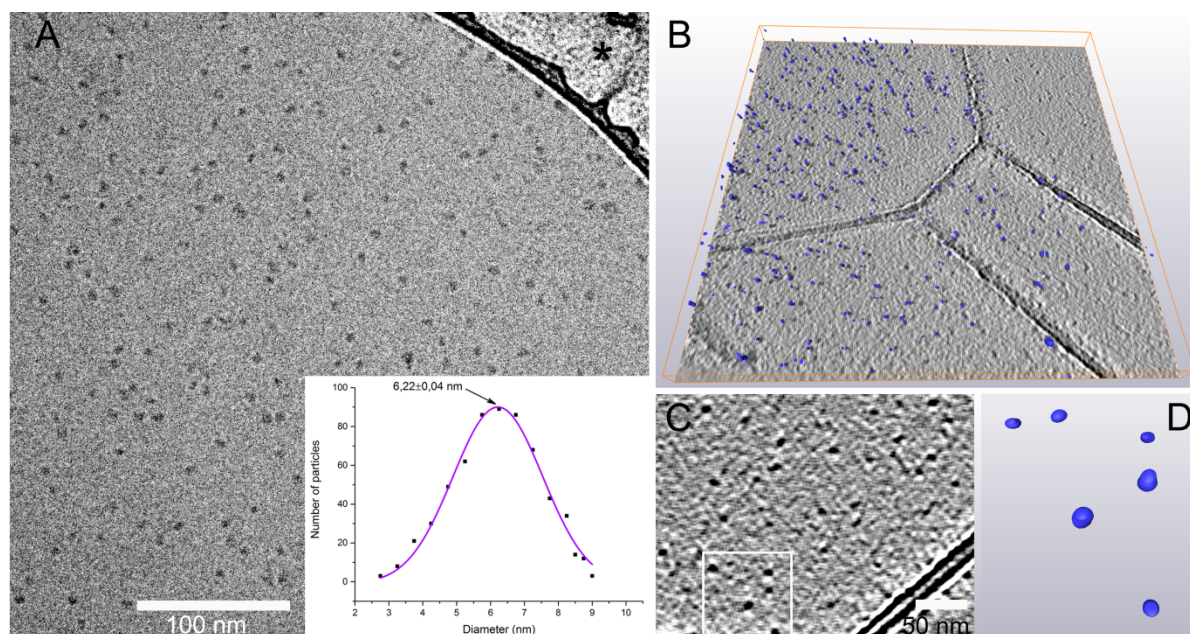 A
*
B
6,22±0,04 nm
100
80
60
40
20
0
Number of particles
2 3 4 5 6 7 8 9 10
Diameter (nm)
100 nm
C
50 nm
D